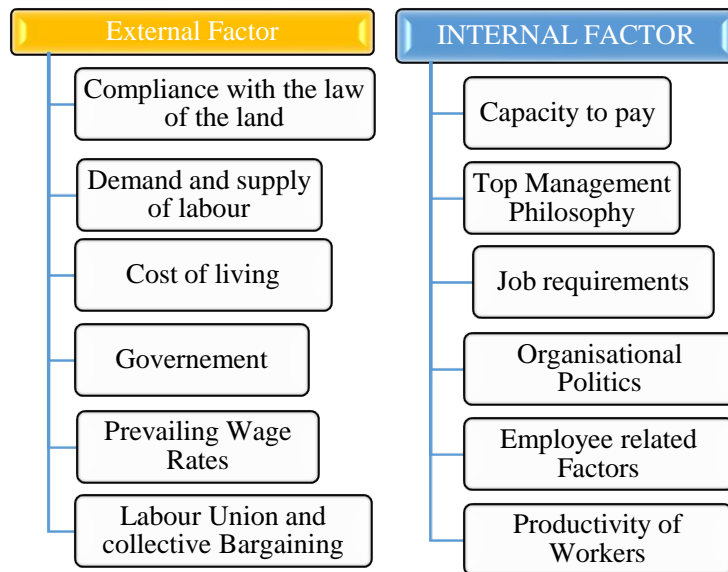 External Factor
Compliance with the law
of the land
Demand and supply
of labour
Cost of living
Governement
Prevailing Wage
Rates
Labour Union and
collective Bargaining
INTERNAL FACTOR
Capacity to pay
Top Management
Philosophy
Job requirements
Organisational
Politics
Employee related
Factors
Productivity of
Workers